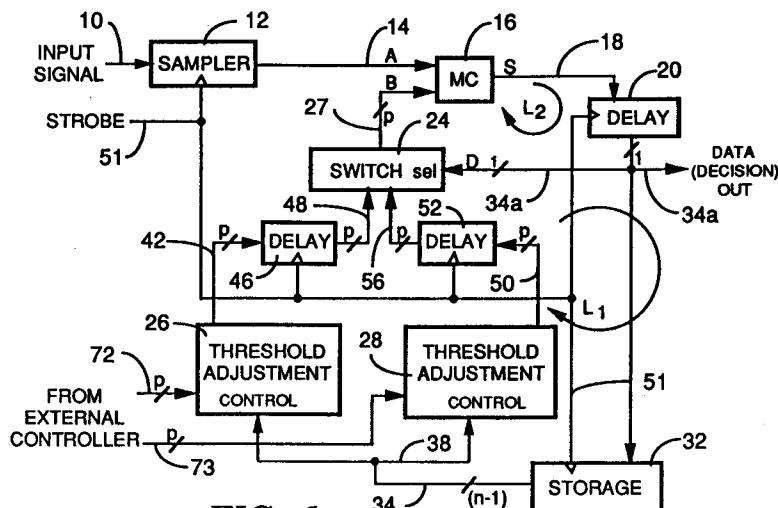 10
12
14
16
18
20
INPUT
SIGNAL
SAMPLER
A
B
MC
S
L2
DELAY
27
p
24
1
STROBE
51
SWITCH sel
D
1
34a
DATA
(DECISION)
OUT
34a
48
52
42
p
DELAY
p
p
DELAY
p
46
56
50
26
28
L1
THRESHOLD
ADJUSTMENT
CONTROL
THRESHOLD
ADJUSTMENT
CONTROL
72
p
51
FROM
EXTERNAL
CONTROLLER
p
73
38
32
34
(n-1)
STORAGE